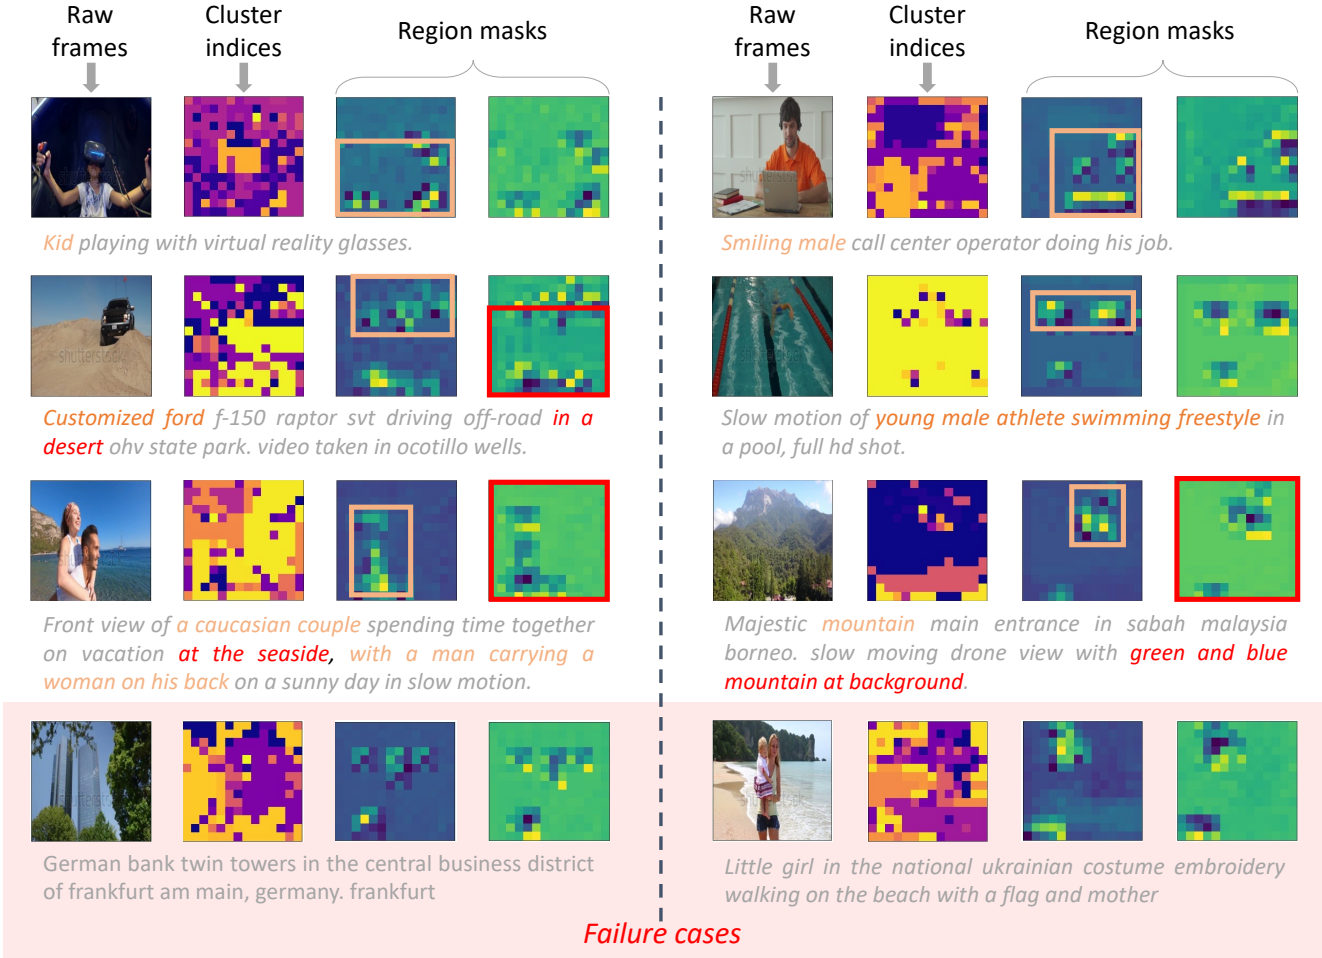 Raw
frames
Cluster
indices
Region masks
Raw
frames
Cluster
indices
Region masks
shutterstock
Kid playing with virtual reality glasses.
shutterstock
Smiling male call center operator doing his job.
shutterstock
Customized ford f-150 raptor svt driving off-road in a
desert ohv state park. video taken in ocotillo wells.
shutterstock
Slow motion of young male athlete swimming freestyle in
a pool, full hd shot.
Front view of a caucasian couple spending time together
on vacation at the seaside, with a man carrying a
woman on his back on a sunny day in slow motion.
Majestic mountain main entrance in sabah malaysia
borneo. slow moving drone view with green and blue
mountain at background.
shutterstock
German bank twin towers in the central business district
of frankfurt am main, germany. frankfurt
shutterstock
Little girl in the national ukrainian costume embroidery
walking on the beach with a flag and mother
Failure cases